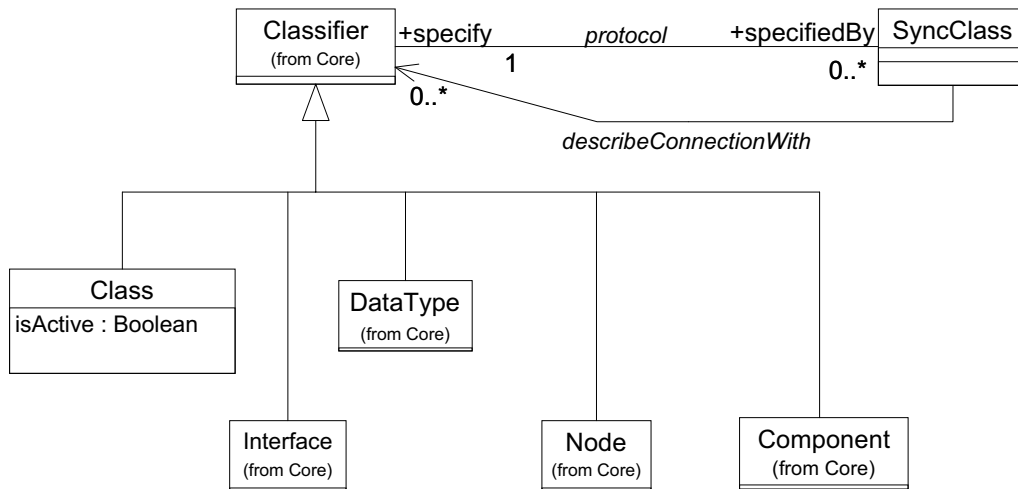 Classifier
(from Core)
+specify
protocol
+specifiedBy
SyncClass
1
0..*
0..*
describeConnectionWith
Class
isActive : Boolean
DataType
(from Core)
Interface
(from Core)
Node
(from Core)
Component
(from Core)